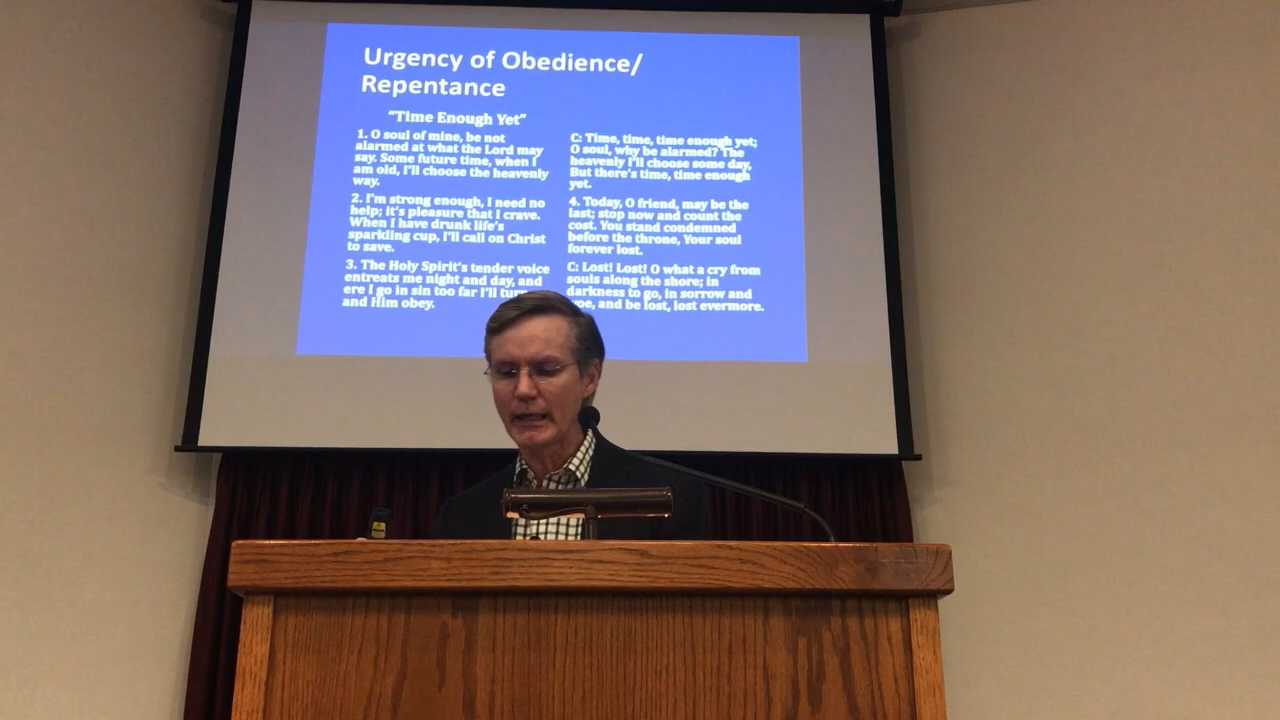 Urgency of Obedience/
Repentance
“Time Enough Yet”
1. O soul of mine, be not
alarmed at what the Lord may
say. Some future time, when I
am old, I’ll choose the heavenly
way.
2. I’m strong enough, I need no
help; it’s pleasure that I crave.
When I have drunk life’s
sparkling cup, I’ll call on Christ
to save.
3. The Holy Spirit’s tender voice
entreats me night and day, and
ere I go in sin too far I’ll
and Him obey.
C: Time, time, time enough yet;
O soul, why be alarmed? The
heavenly I’ll choose some day,
But there’s time, time enough
yet.
4. Today, O friend, may be the
last; stop now and count the
cost. You stand condemned
before the throne, Your soul
forever lost.
C: Lost! Lost! O what a cry from
souls along the shore; in
darkness to go, in sorrow and
woe, and be lost, lost evermore.